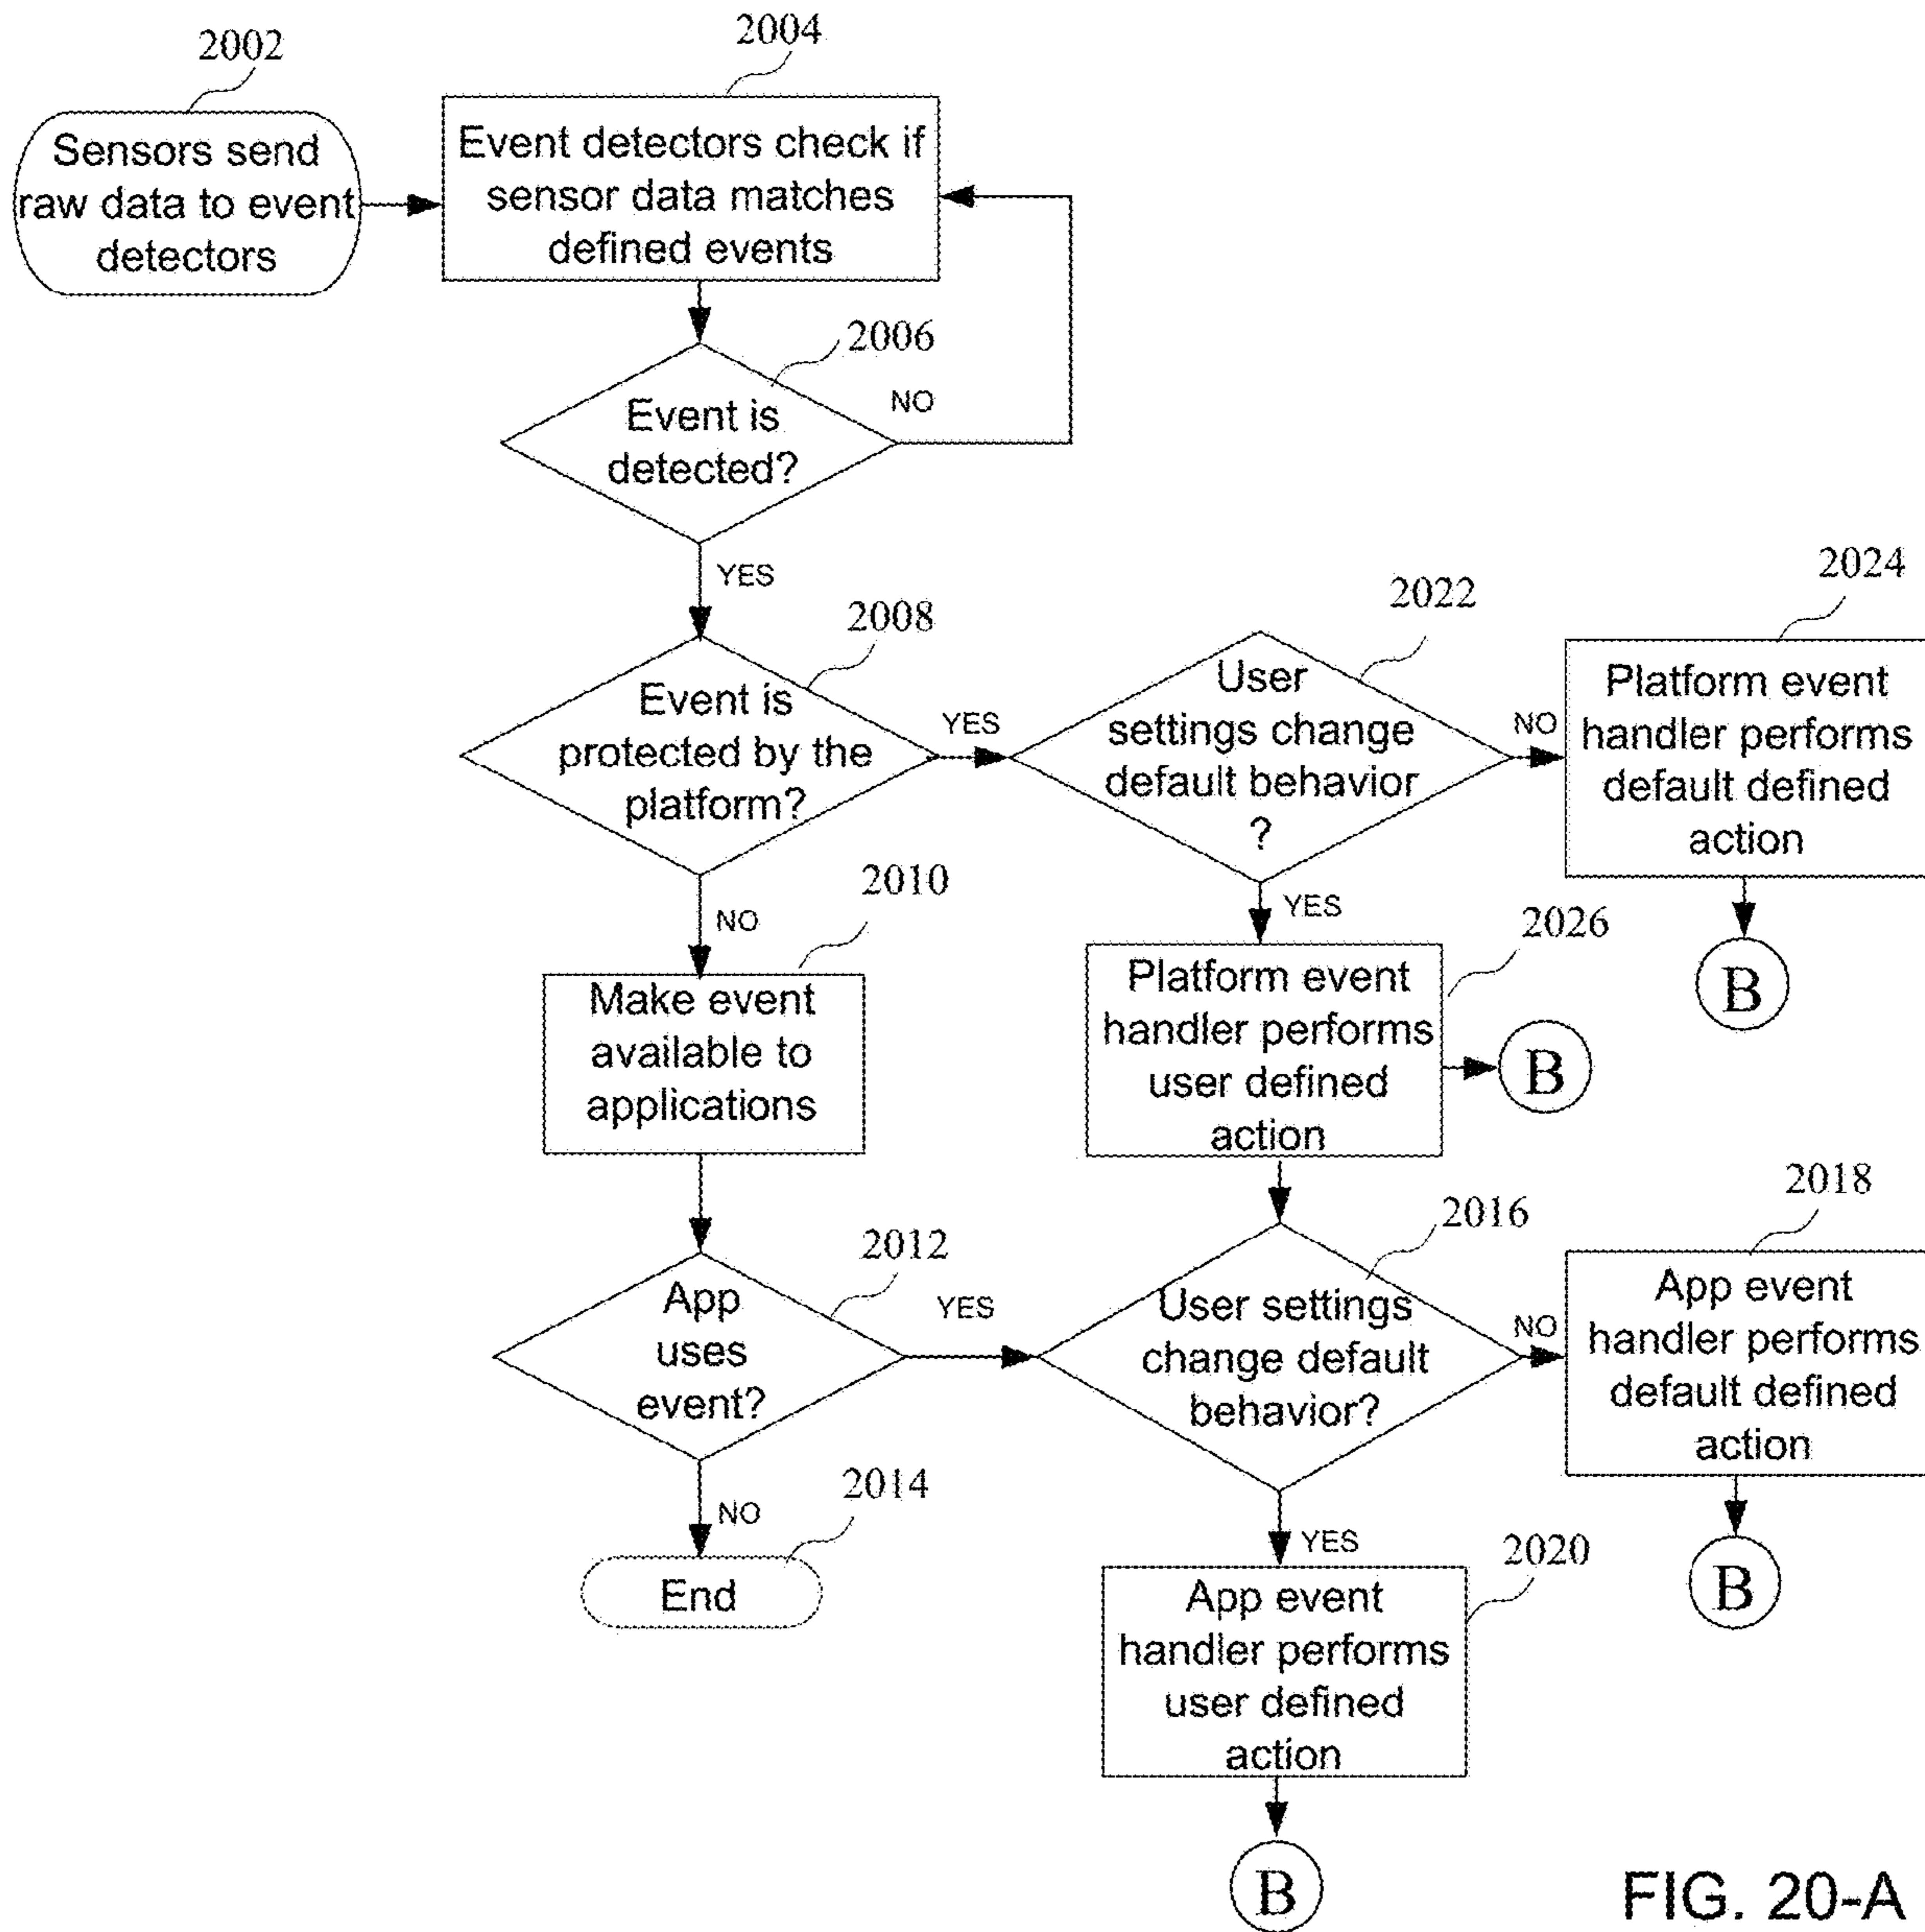 2002
Sensors send
raw data to event
detectors
2004
Event detectors check if
sensor data matches
defined events
2006
Event is
detected?
NO
YES
2008
Event is
protected by the
platform?
YES
NO
2022
User
settings change
default behavior
?
NO
YES
2024
Platform event
handler performs
default defined
action
B
2010
Make event
available to
applications
2026
Platform event
handler performs
user defined
action
B
2012
App
uses
event?
YES
NO
2014
End
2016
User settings
change default
behavior?
NO
YES
2018
App event
handler performs
default defined
action
B
2020
App event
handler performs
user defined
action
B
FIG. 20-A